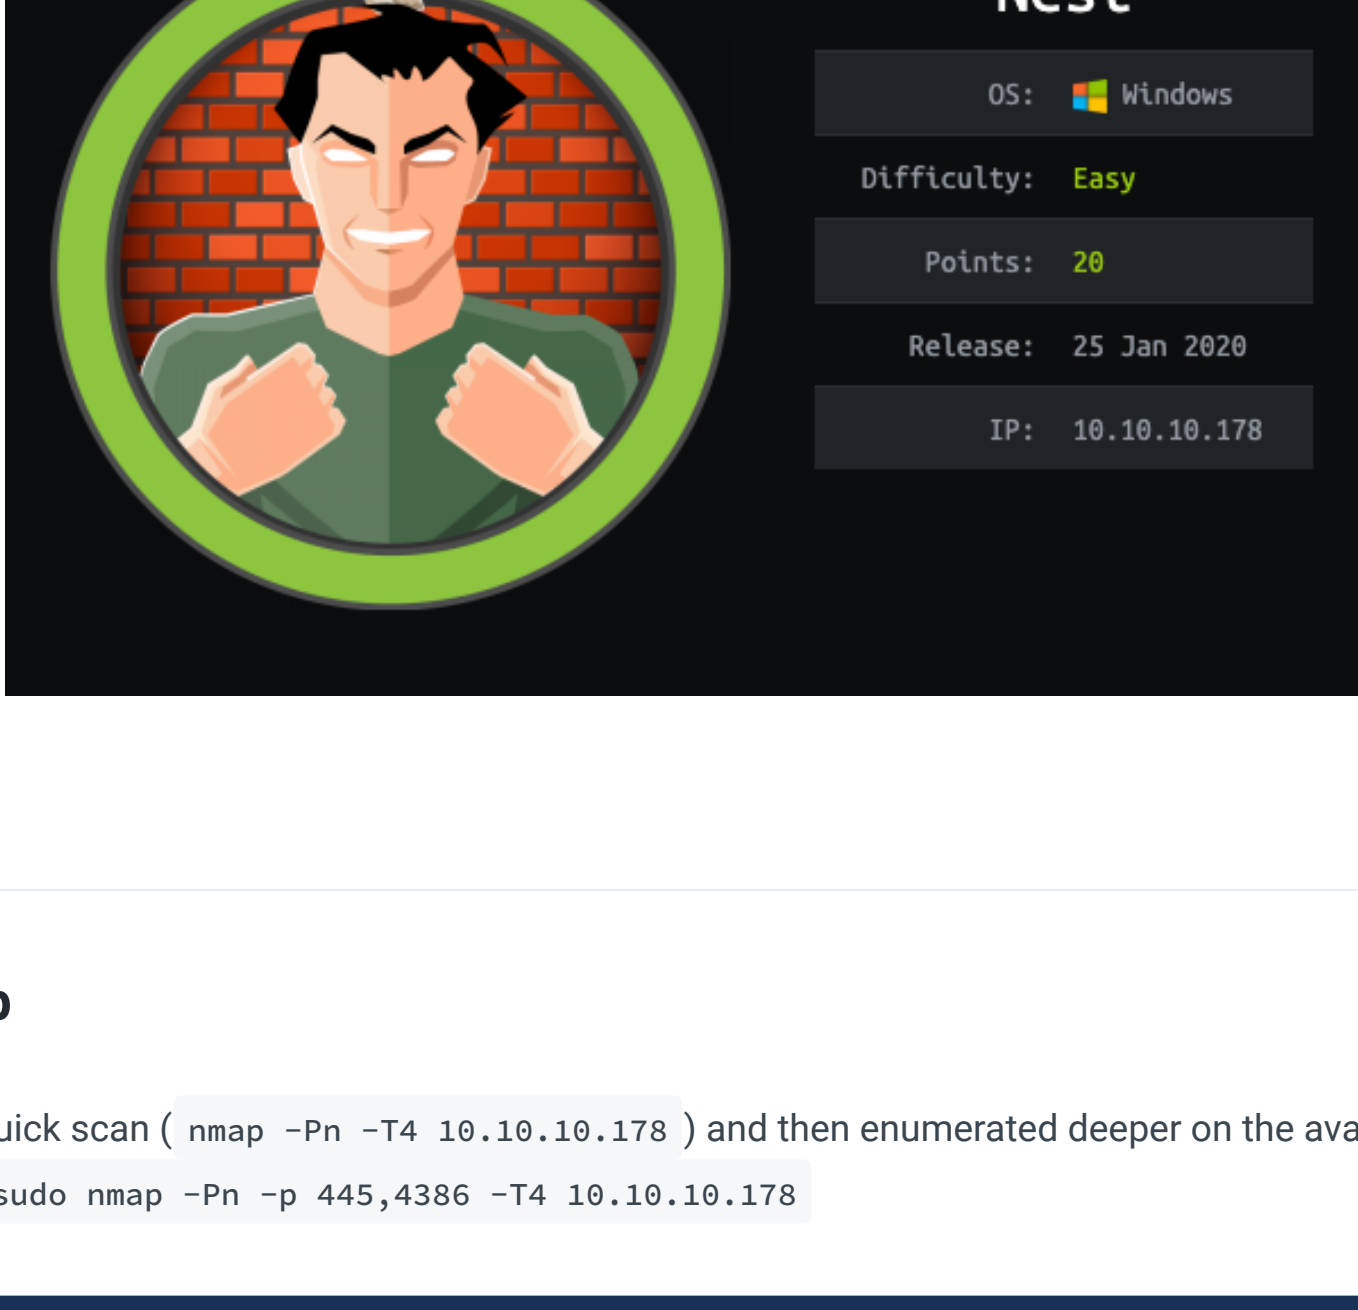 Nest
OS: Windows
Difficulty: Easy
Points: 20
Release: 25 Jan 2020
IP: 10.10.10.178
p
uick scan ( nmap -Pn -T4 10.10.10.178 ) and then enumerated deeper on the ava
sudo nmap -Pn -p 445,4386 -T4 10.10.10.178